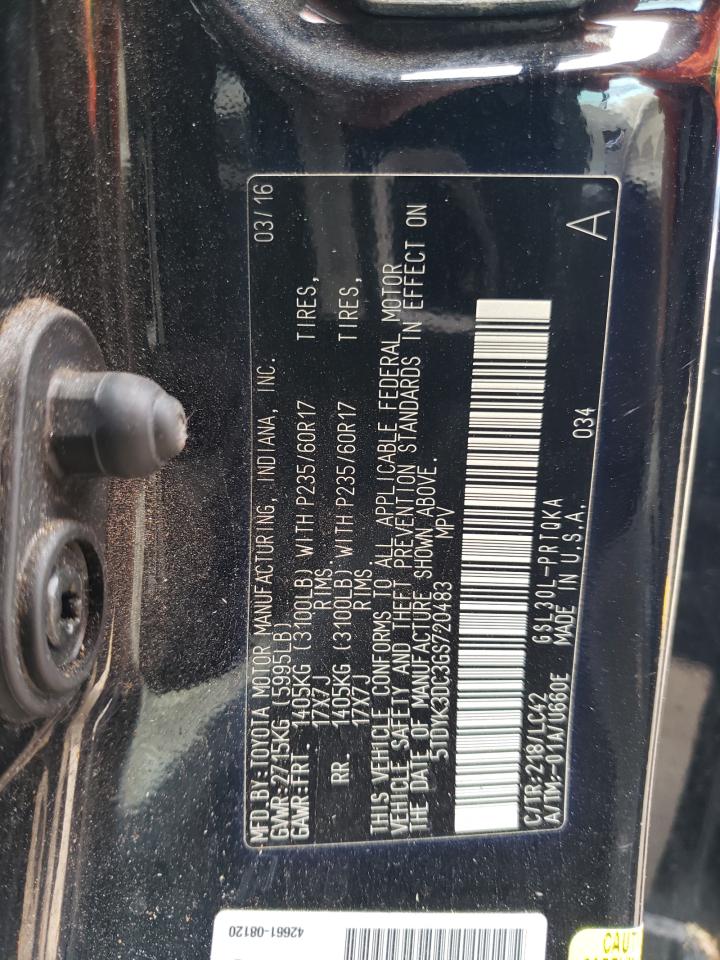 MFD.BY:TOYOTA MOTOR MANUFACTURING, INDIANA, INC. 03/16
GVWR:2715KG (5995LB)
GAWR:FRT. 1405KG (3100LB) WITH P235/60R17 TIRES,
17X7J RIMS.
RR. 1405KG (3100LB) WITH P235/60R17 TIRES,
17X7J RIMS.
THIS VEHICLE CONFORMS TO ALL APPLICABLE FEDERAL MOTOR
VEHICLE SAFETY AND THEFT PREVENTION STANDARDS IN EFFECT ON
THE DATE OF MANUFACTURE SHOWN ABOVE.
5TDYK3DC3GS720483 MPV
C/TR:218/LC42 GSL30L-PRTQKA 034
A/TM:-01A/U660E MADE IN U.S.A. A
42661-08120